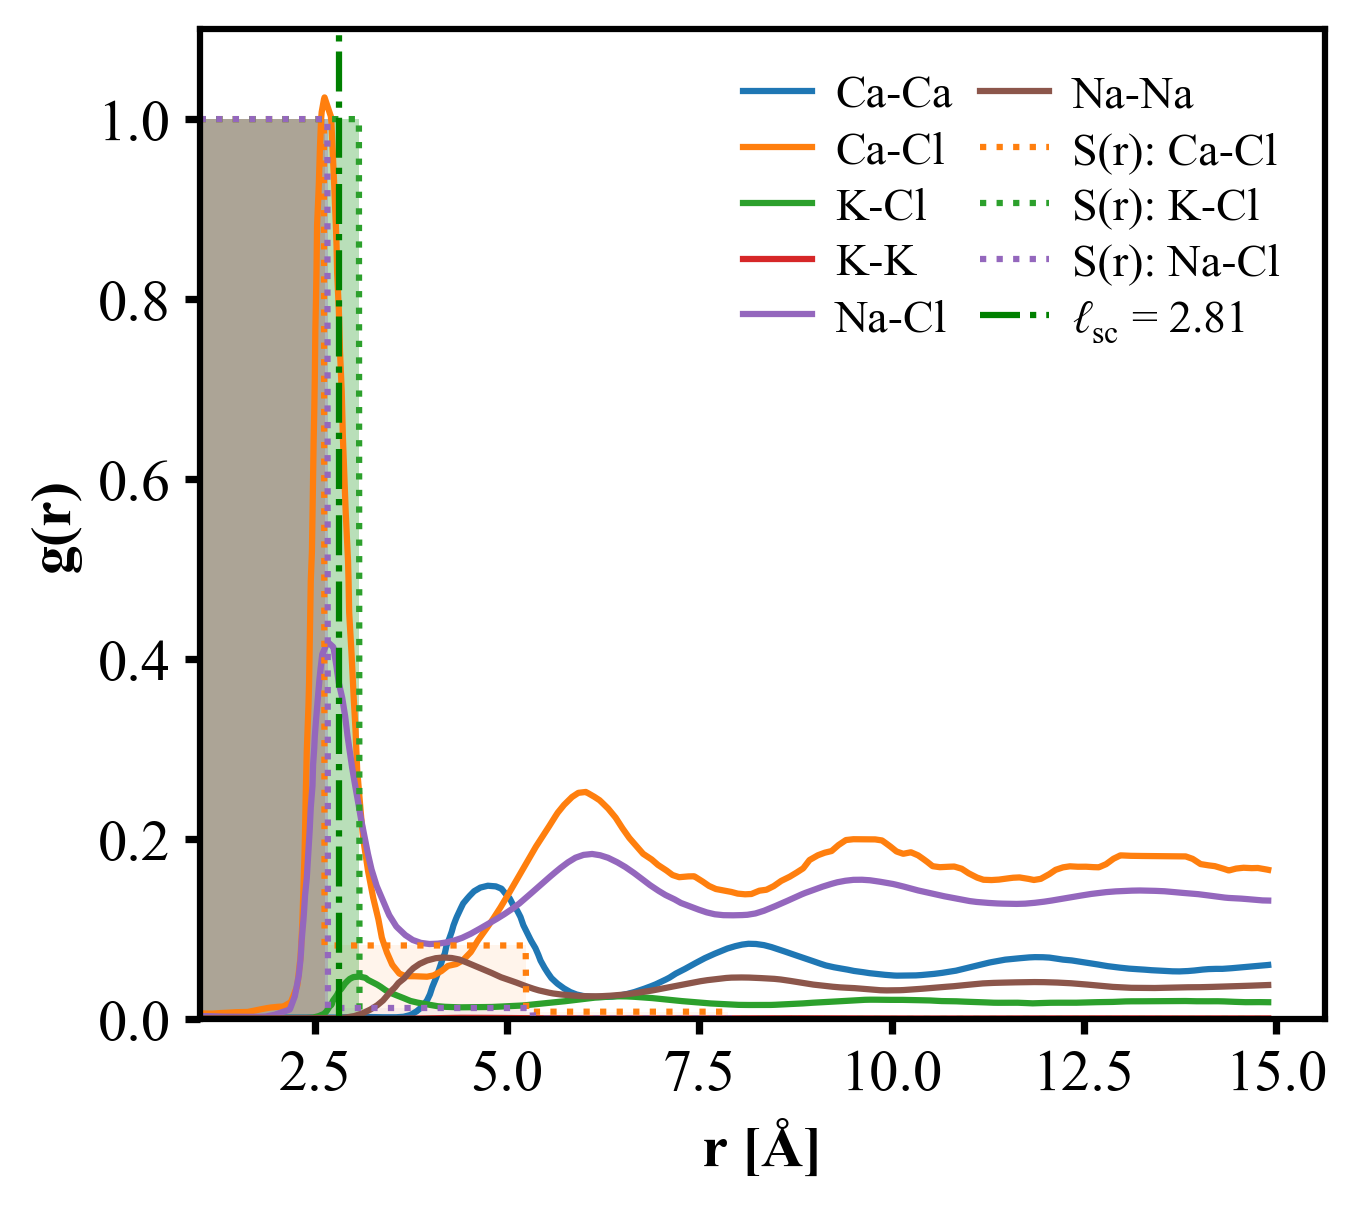 g(r)
1.0
0.8
0.6
0.4
0.2
0.0
Ca-Ca
Ca-Cl
K-Cl
K-K
Na-Cl
Na-Na
S(r): Ca-Cl
S(r): K-Cl
S(r): Na-Cl
ℓsc = 2.81
2.5 5.0 7.5 10.0 12.5 15.0
r [Å]